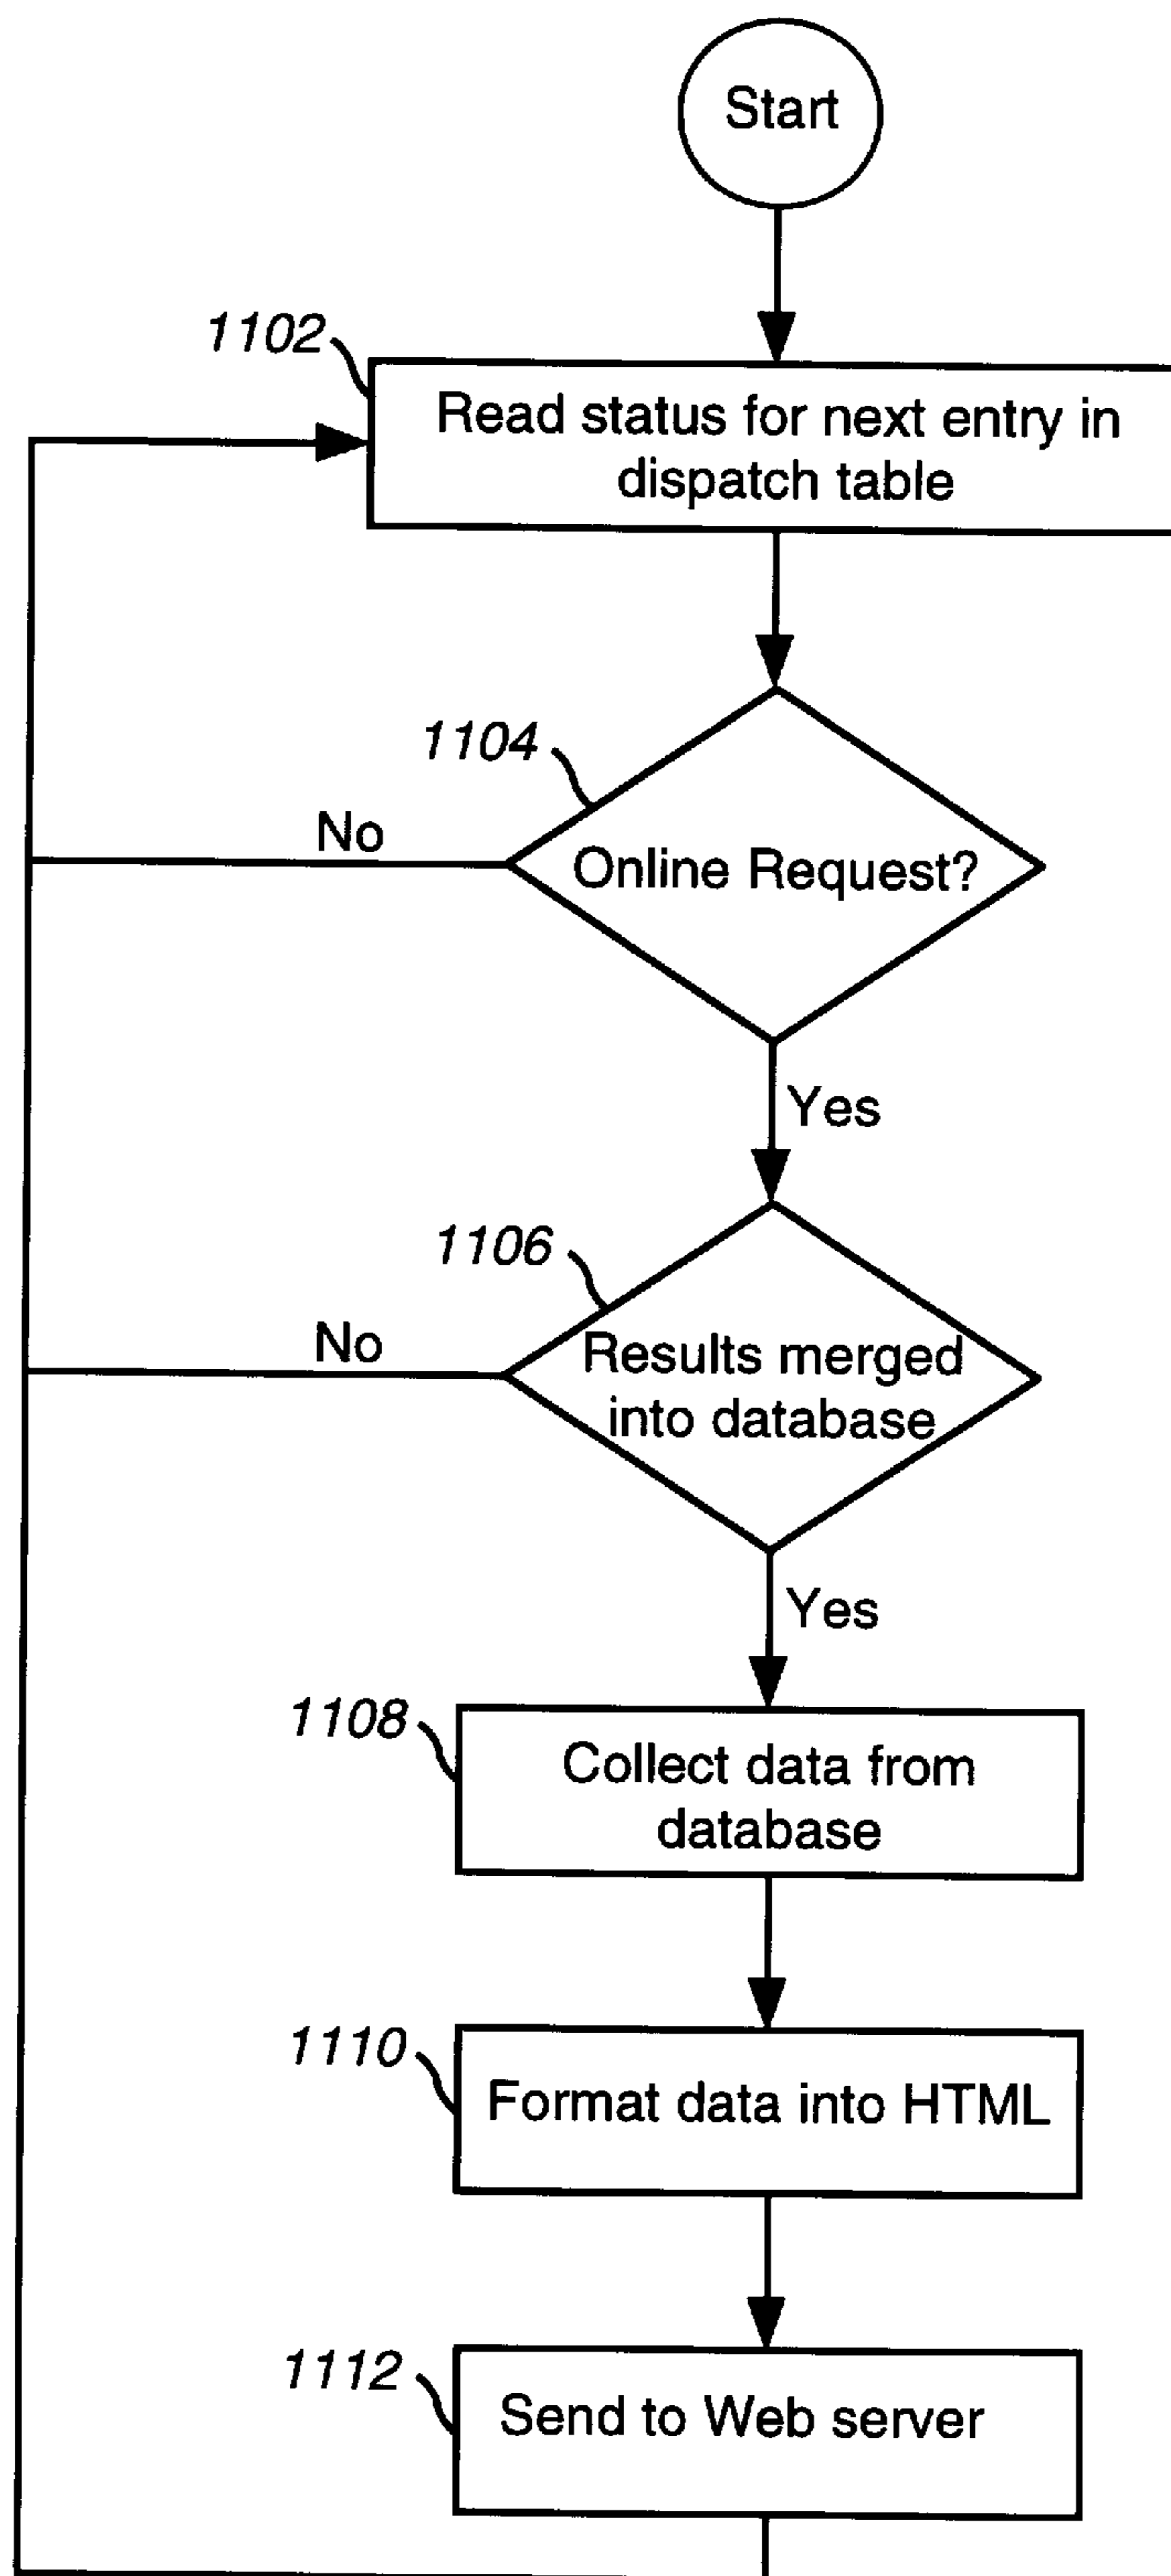 Start
1102
Read status for next entry in
dispatch table
1104
No
Online Request?
Yes
1106
No
Results merged
into database
Yes
1108
Collect data from
database
1110
Format data into HTML
1112
Send to Web server